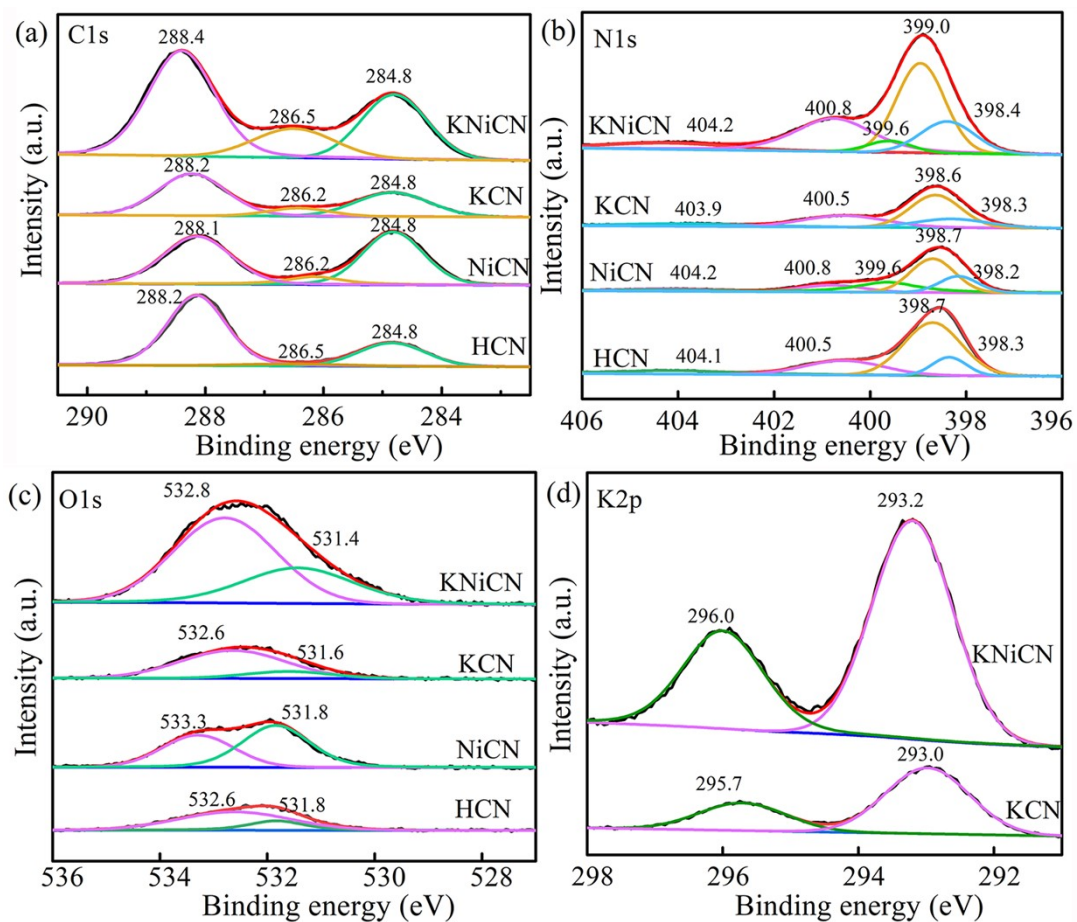 (a)
C1s
288.4
286.5
284.8
KNiCN
288.2
286.2
284.8
KCN
288.1
286.2
284.8
NiCN
288.2
286.5
284.8
HCN
290
288
286
284
Binding energy (eV)
Intensity (a.u.)
(b)
N1s
399.0
KNiCN
404.2
400.8
399.6
398.4
KCN
403.9
400.5
398.6
398.3
NiCN
404.2
400.8
399.6
398.7
398.2
HCN
404.1
400.5
398.7
398.3
406
404
402
400
398
396
Binding energy (eV)
Intensity (a.u.)
(c)
O1s
532.8
531.4
KNiCN
532.6
531.6
KCN
533.3
531.8
NiCN
532.6
531.8
HCN
536
534
532
530
528
Binding energy (eV)
Intensity (a.u.)
(d)
K2p
293.2
296.0
KNiCN
295.7
293.0
KCN
298
296
294
292
Binding energy (eV)
Intensity (a.u.)